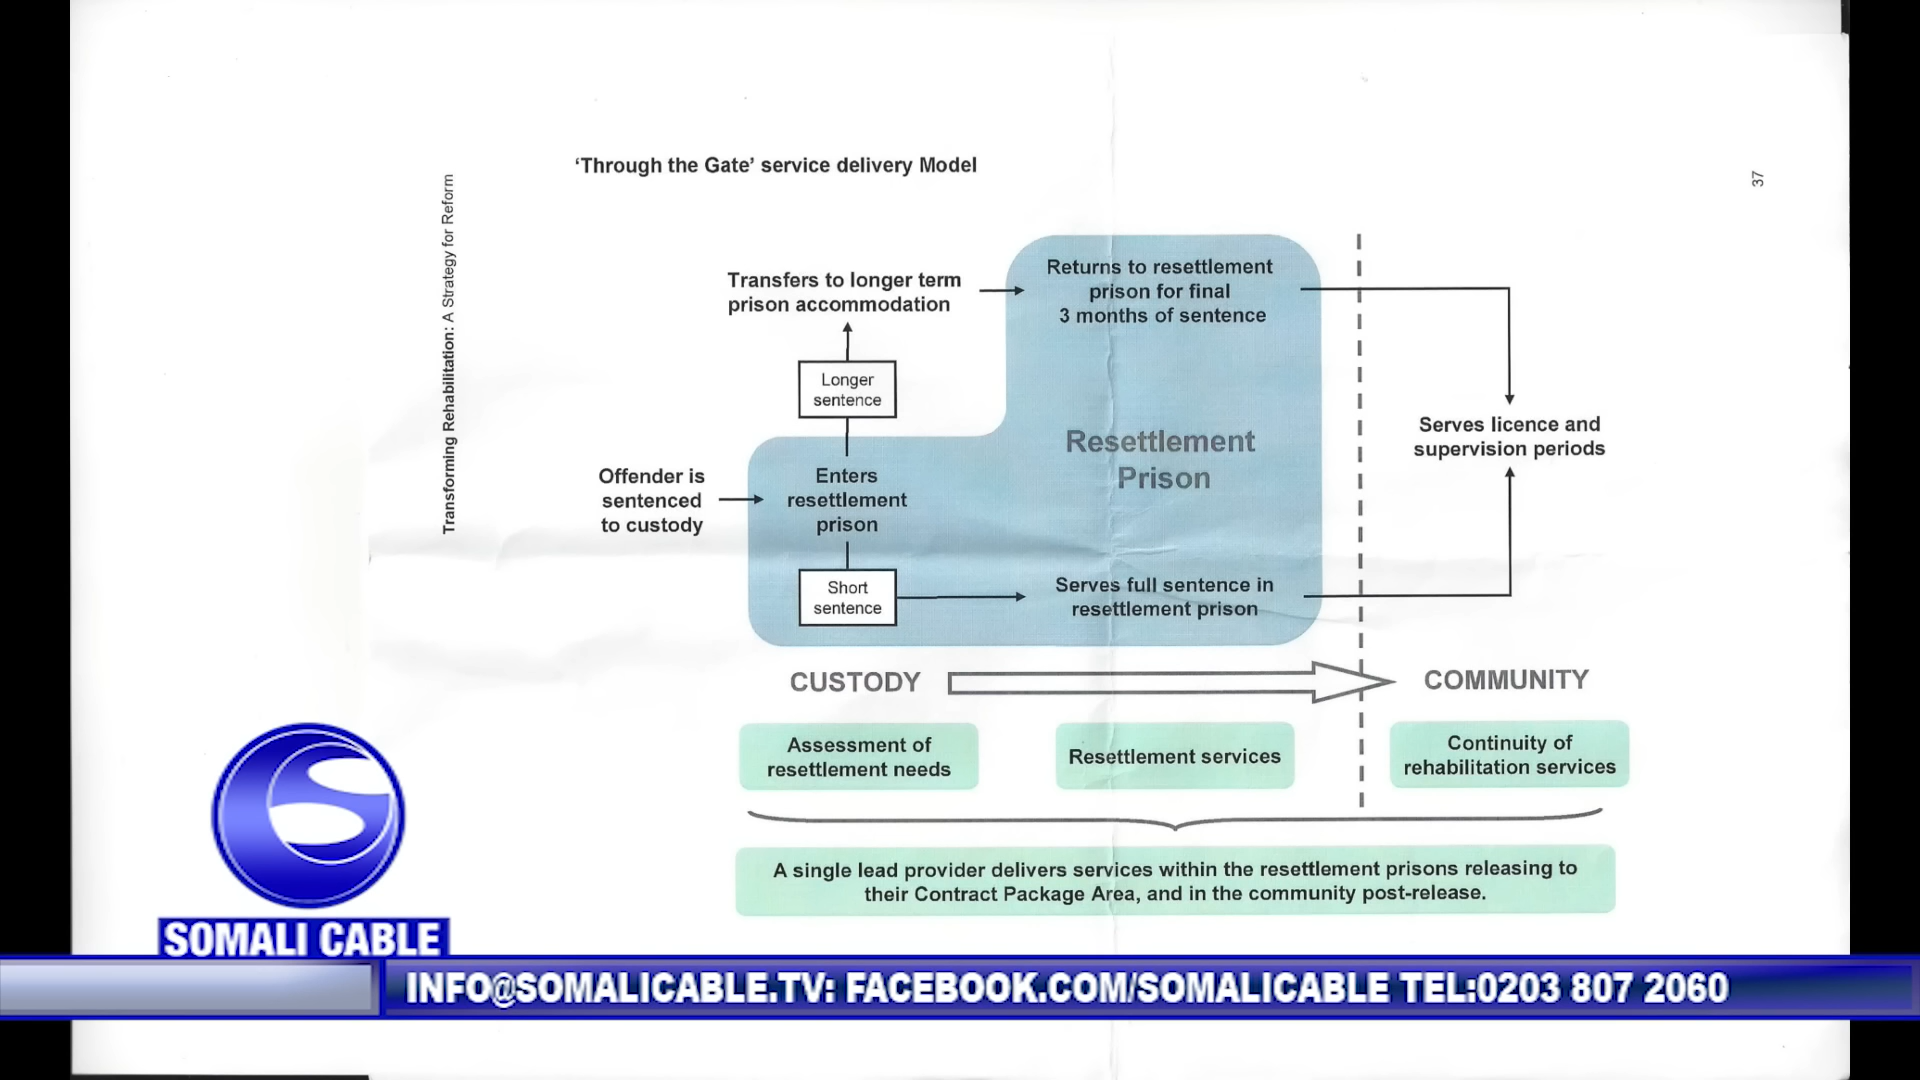 'Through the Gate' service delivery Model
37
Transforming Rehabilitation: A Strategy for Reform
Transfers to longer term
prison accommodation
Returns to resettlement
prison for final
3 months of sentence
Longer
sentence
Resettlement
Prison
Serves licence and
supervision periods
Offender is
sentenced
to custody
Enters
resettlement
prison
Short
sentence
Serves full sentence in
resettlement prison
CUSTODY
COMMUNITY
Assessment of
resettlement needs
Resettlement services
Continuity of
rehabilitation services
A single lead provider delivers services within the resettlement prisons releasing to
their Contract Package Area, and in the community post-release.
SOMALI CABLE
INFO@SOMALICABLE.TV: FACEBOOK.COM/SOMALICABLE TEL:0203 807 2060